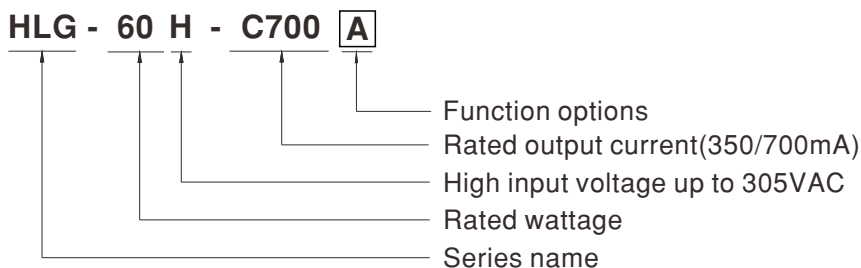 HLG - 60 H - C700 A
Function options
Rated output current(350/700mA)
High input voltage up to 305VAC
Rated wattage
Series name